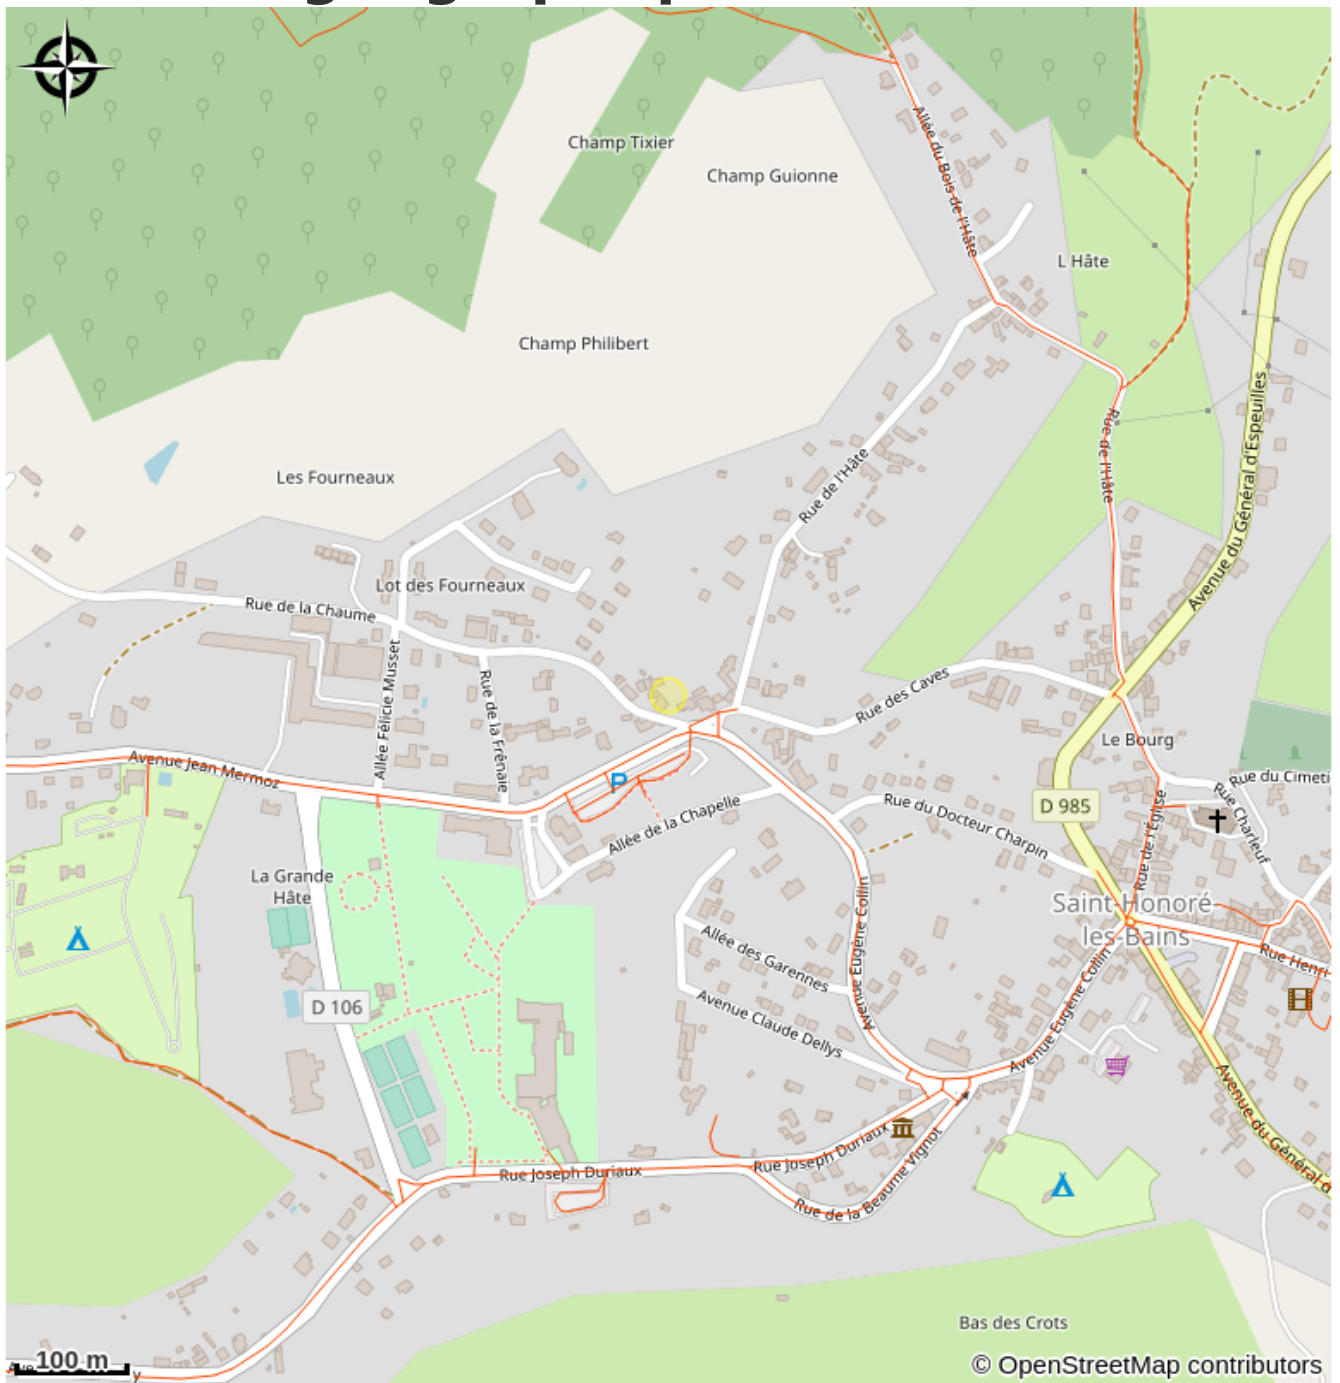 Champ Tixier
Champ Guionne
Allée du Bois de l'Hâte
L Hâte
Champ Philibert
Avenue du Général d'Espeuilles
Rue de l'Hâte
Rue de l'Hâte
Les Fourneaux
Lot des Fourneaux
Rue de la Chaume
Allée Félicie Musset
Rue de la Frênaie
Rue des Caves
Le Bourg
Avenue Jean Mermoz
P
Rue du Cimeti
D 985
Rue du Docteur Charpin
Rue de l'Église
Rue Charleuf
Allée de la Chapelle
La Grande
Hâte
Saint-Honoré
les-Bains
Allée des Garennes
Avenue Eugène Collin
Rue Henri
Avenue Claude Dellys
D 106
Avenue Eugène Collin
Avenue du Général d
Rue Joseph Duriaux
Rue Joseph Duriaux
Rue de la Beaume Vignot
Bas des Crots
100 m
© OpenStreetMap contributors